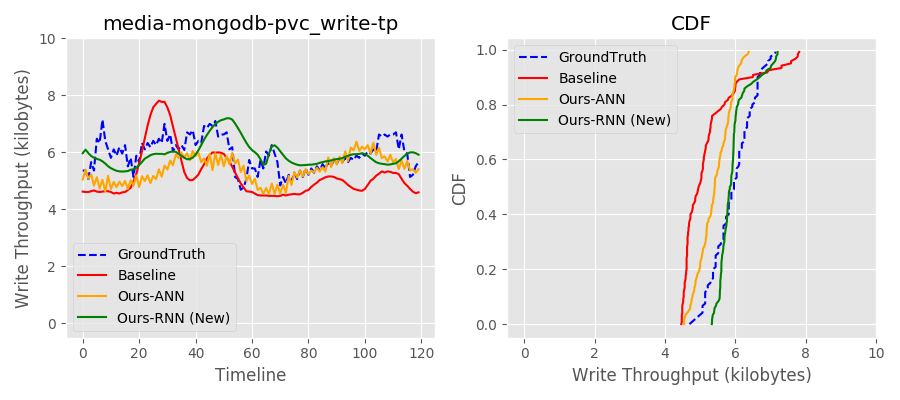 media-mongodb-pvc_write-tp
Write Throughput (kilobytes)
10
8
6
4
2
0
GroundTruth
Baseline
Ours-ANN
Ours-RNN (New)
0 20 40 60 80 100 120
Timeline
CDF
CDF
1.0
0.8
0.6
0.4
0.2
0.0
GroundTruth
Baseline
Ours-ANN
Ours-RNN (New)
0 2 4 6 8 10
Write Throughput (kilobytes)